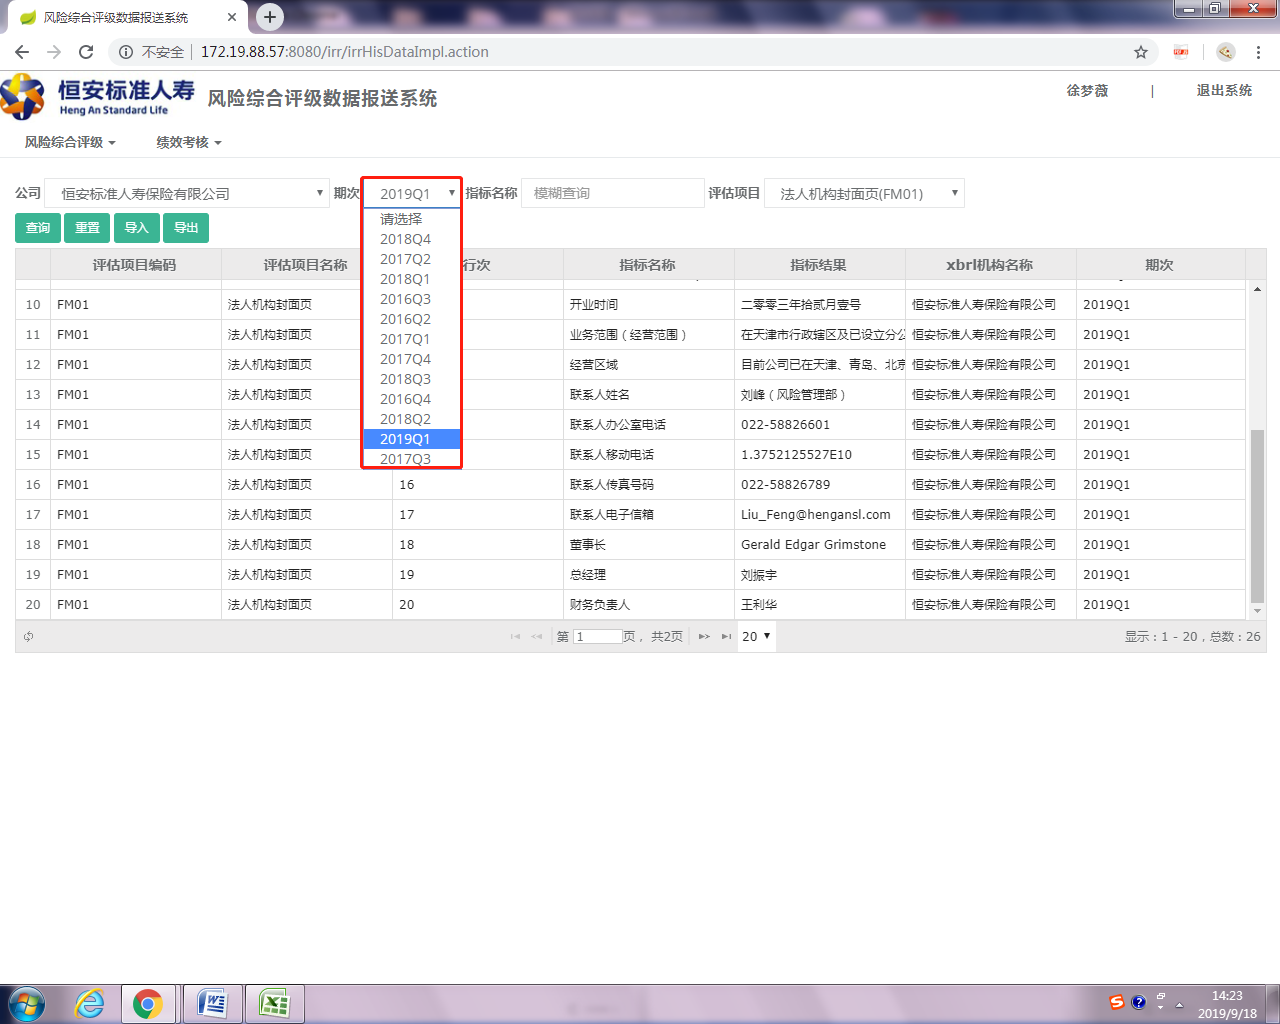 风险综合评级数据报送系统
不安全 172.19.88.57:8080/irr/irrHisDataImpl.action
恒安标准人寿
Heng An Standard Life
风险综合评级数据报送系统
徐梦薇 | 退出系统
风险综合评级 绩效考核
公司 恒安标准人寿保险有限公司 期次 2019Q1 指标名称 模糊查询 评估项目 法人机构封面页(FM01)
查询 重置 导入 导出
请选择
2018Q4
2017Q2
2018Q1
2016Q3
2016Q2
2017Q1
2017Q4
2018Q3
2016Q4
2018Q2
2019Q1
2017Q3
评估项目编码 评估项目名称 行次 指标名称 指标结果 xbrl机构名称 期次
10 FM01 法人机构封面页 开业时间 二零零三年拾贰月壹号 恒安标准人寿保险有限公司 2019Q1
11 FM01 法人机构封面页 业务范围（经营范围） 在天津市行政辖区及已设立分公 恒安标准人寿保险有限公司 2019Q1
12 FM01 法人机构封面页 经营区域 目前公司已在天津、青岛、北京 恒安标准人寿保险有限公司 2019Q1
13 FM01 法人机构封面页 联系人姓名 刘峰（风险管理部） 恒安标准人寿保险有限公司 2019Q1
14 FM01 法人机构封面页 联系人办公室电话 022-58826601 恒安标准人寿保险有限公司 2019Q1
15 FM01 法人机构封面页 联系人移动电话 1.3752125527E10 恒安标准人寿保险有限公司 2019Q1
16 FM01 法人机构封面页 16 联系人传真号码 022-58826789 恒安标准人寿保险有限公司 2019Q1
17 FM01 法人机构封面页 17 联系人电子信箱 Liu_Feng@hengansl.com 恒安标准人寿保险有限公司 2019Q1
18 FM01 法人机构封面页 18 董事长 Gerald Edgar Grimstone 恒安标准人寿保险有限公司 2019Q1
19 FM01 法人机构封面页 19 总经理 刘振宇 恒安标准人寿保险有限公司 2019Q1
20 FM01 法人机构封面页 20 财务负责人 王利华 恒安标准人寿保险有限公司 2019Q1
第 1 页， 共2页 20 显示：1 - 20，总数：26
14:23
2019/9/18